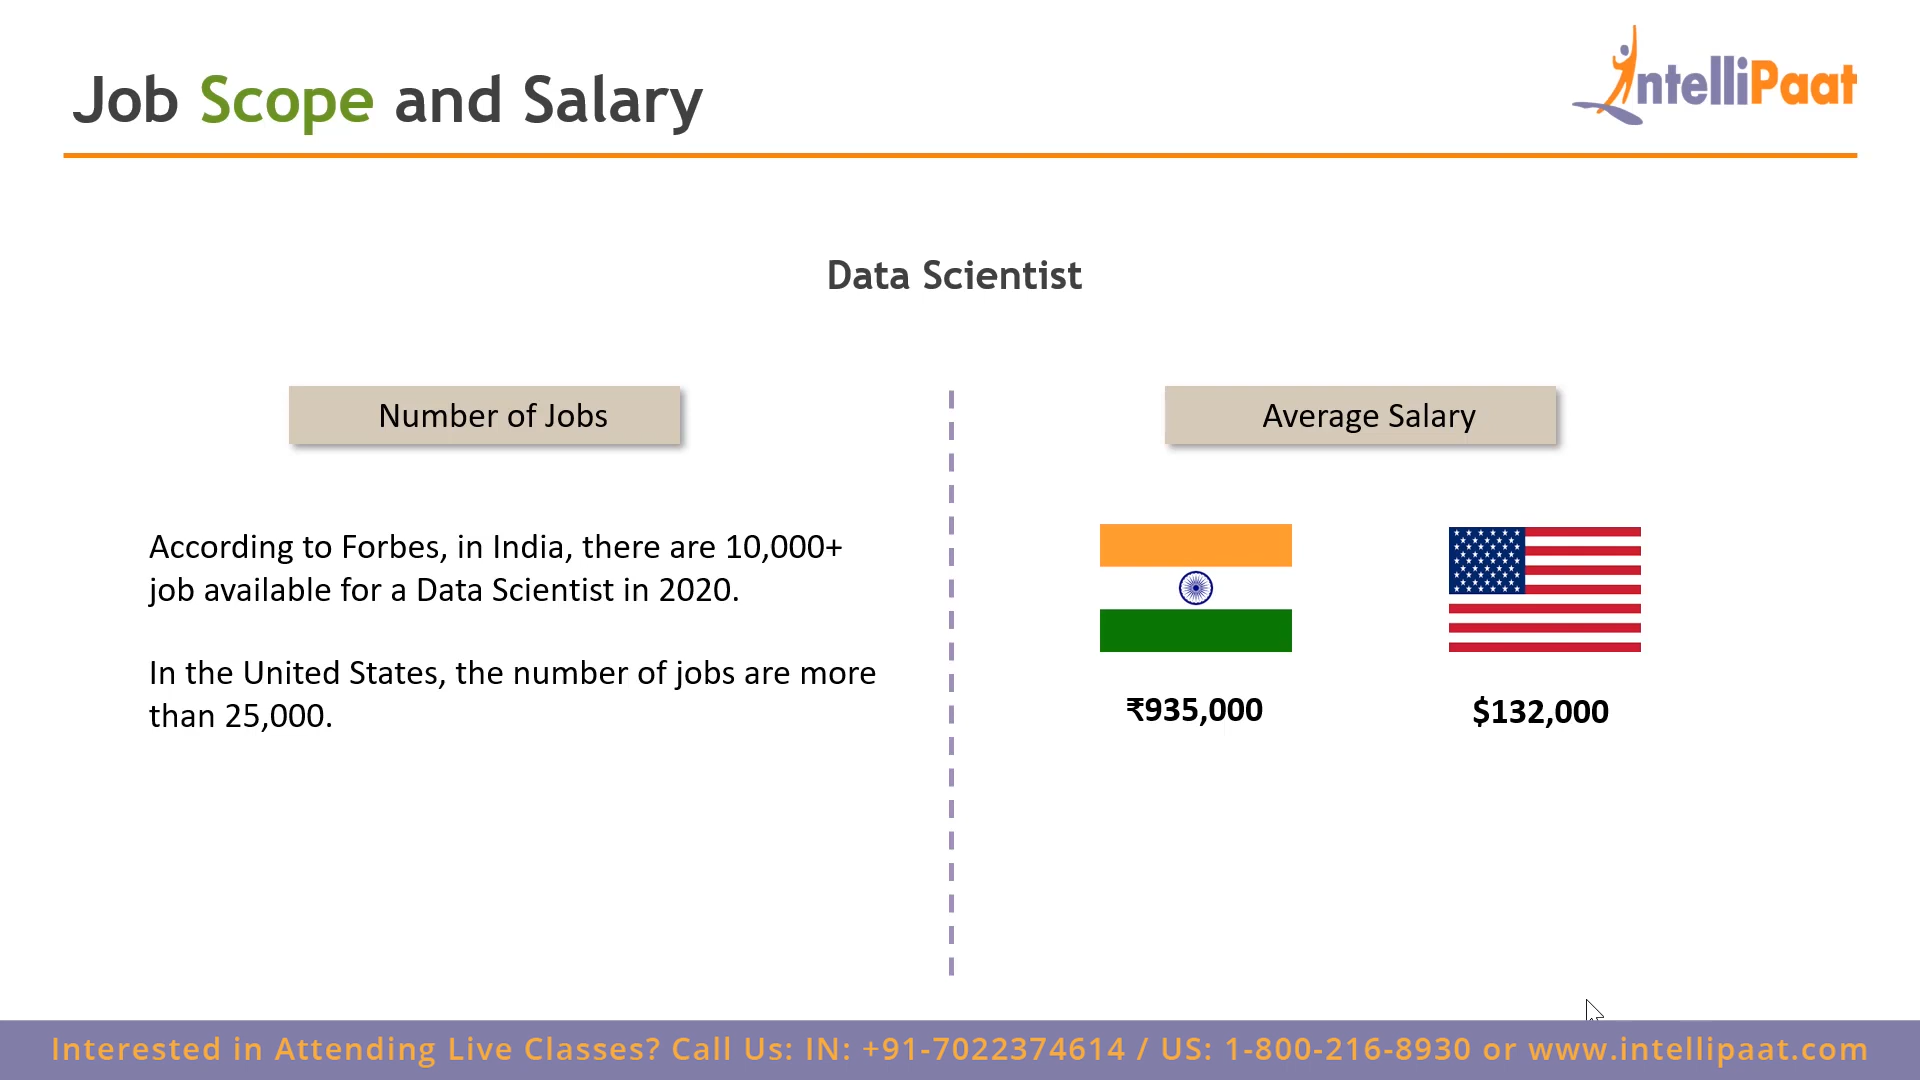 Job Scope and Salary
IntelliPaat
Data Scientist
Number of Jobs
According to Forbes, in India, there are 10,000+
job available for a Data Scientist in 2020.
In the United States, the number of jobs are more
than 25,000.
Average Salary
₹935,000
$132,000
Interested in Attending Live Classes? Call Us: IN: +91-7022374614 / US: 1-800-216-8930 or www.intellipaat.com